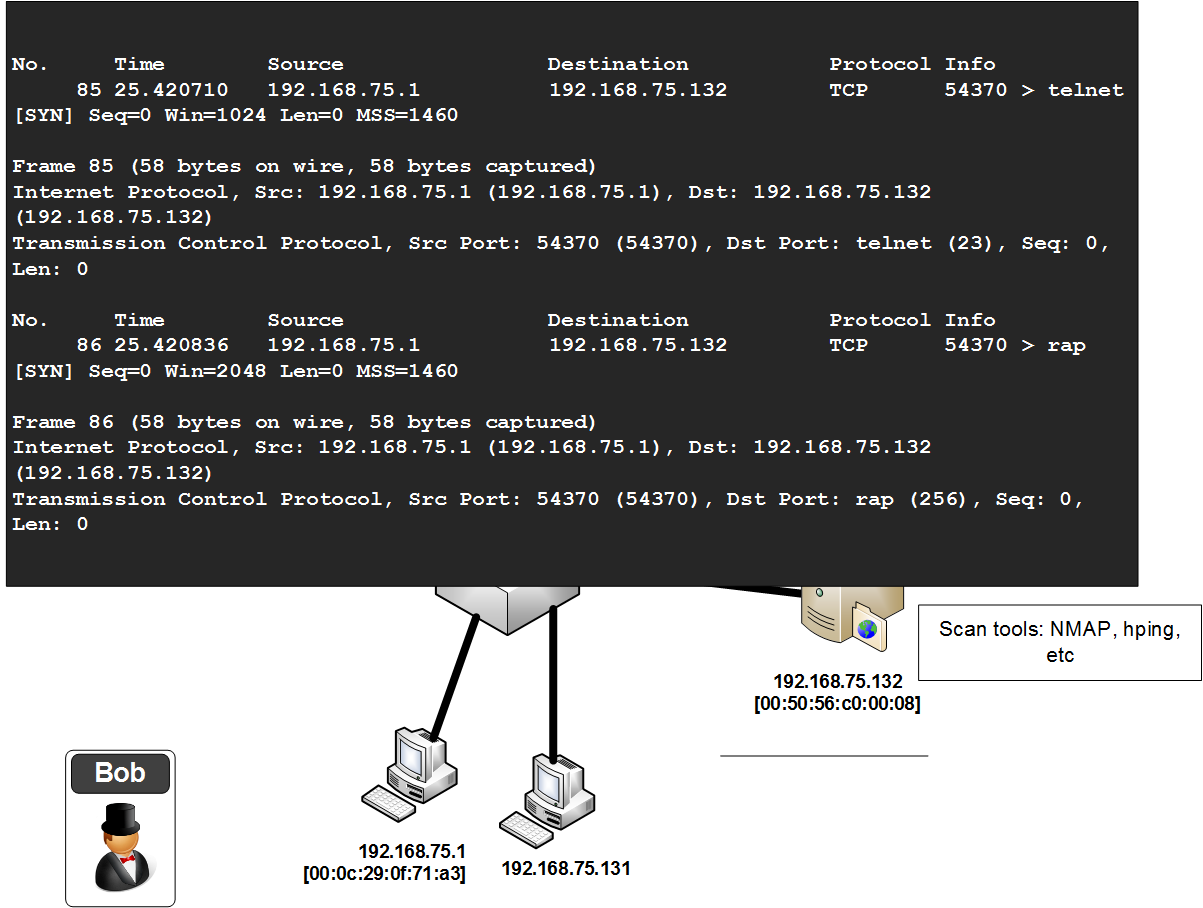 No. Time Source Destination Protocol Info
85 25.420710 192.168.75.1 192.168.75.132 TCP 54370 > telnet
[SYN] Seq=0 Win=1024 Len=0 MSS=1460
Frame 85 (58 bytes on wire, 58 bytes captured)
Internet Protocol, Src: 192.168.75.1 (192.168.75.1), Dst: 192.168.75.132
(192.168.75.132)
Transmission Control Protocol, Src Port: 54370 (54370), Dst Port: telnet (23), Seq: 0,
Len: 0
No. Time Source Destination Protocol Info
86 25.420836 192.168.75.1 192.168.75.132 TCP 54370 > rap
[SYN] Seq=0 Win=2048 Len=0 MSS=1460
Frame 86 (58 bytes on wire, 58 bytes captured)
Internet Protocol, Src: 192.168.75.1 (192.168.75.1), Dst: 192.168.75.132
(192.168.75.132)
Transmission Control Protocol, Src Port: 54370 (54370), Dst Port: rap (256), Seq: 0,
Len: 0
Scan tools: NMAP, hping,
etc
192.168.75.132
[00:50:56:c0:00:08]
Bob
192.168.75.1
[00:0c:29:0f:71:a3]
192.168.75.131